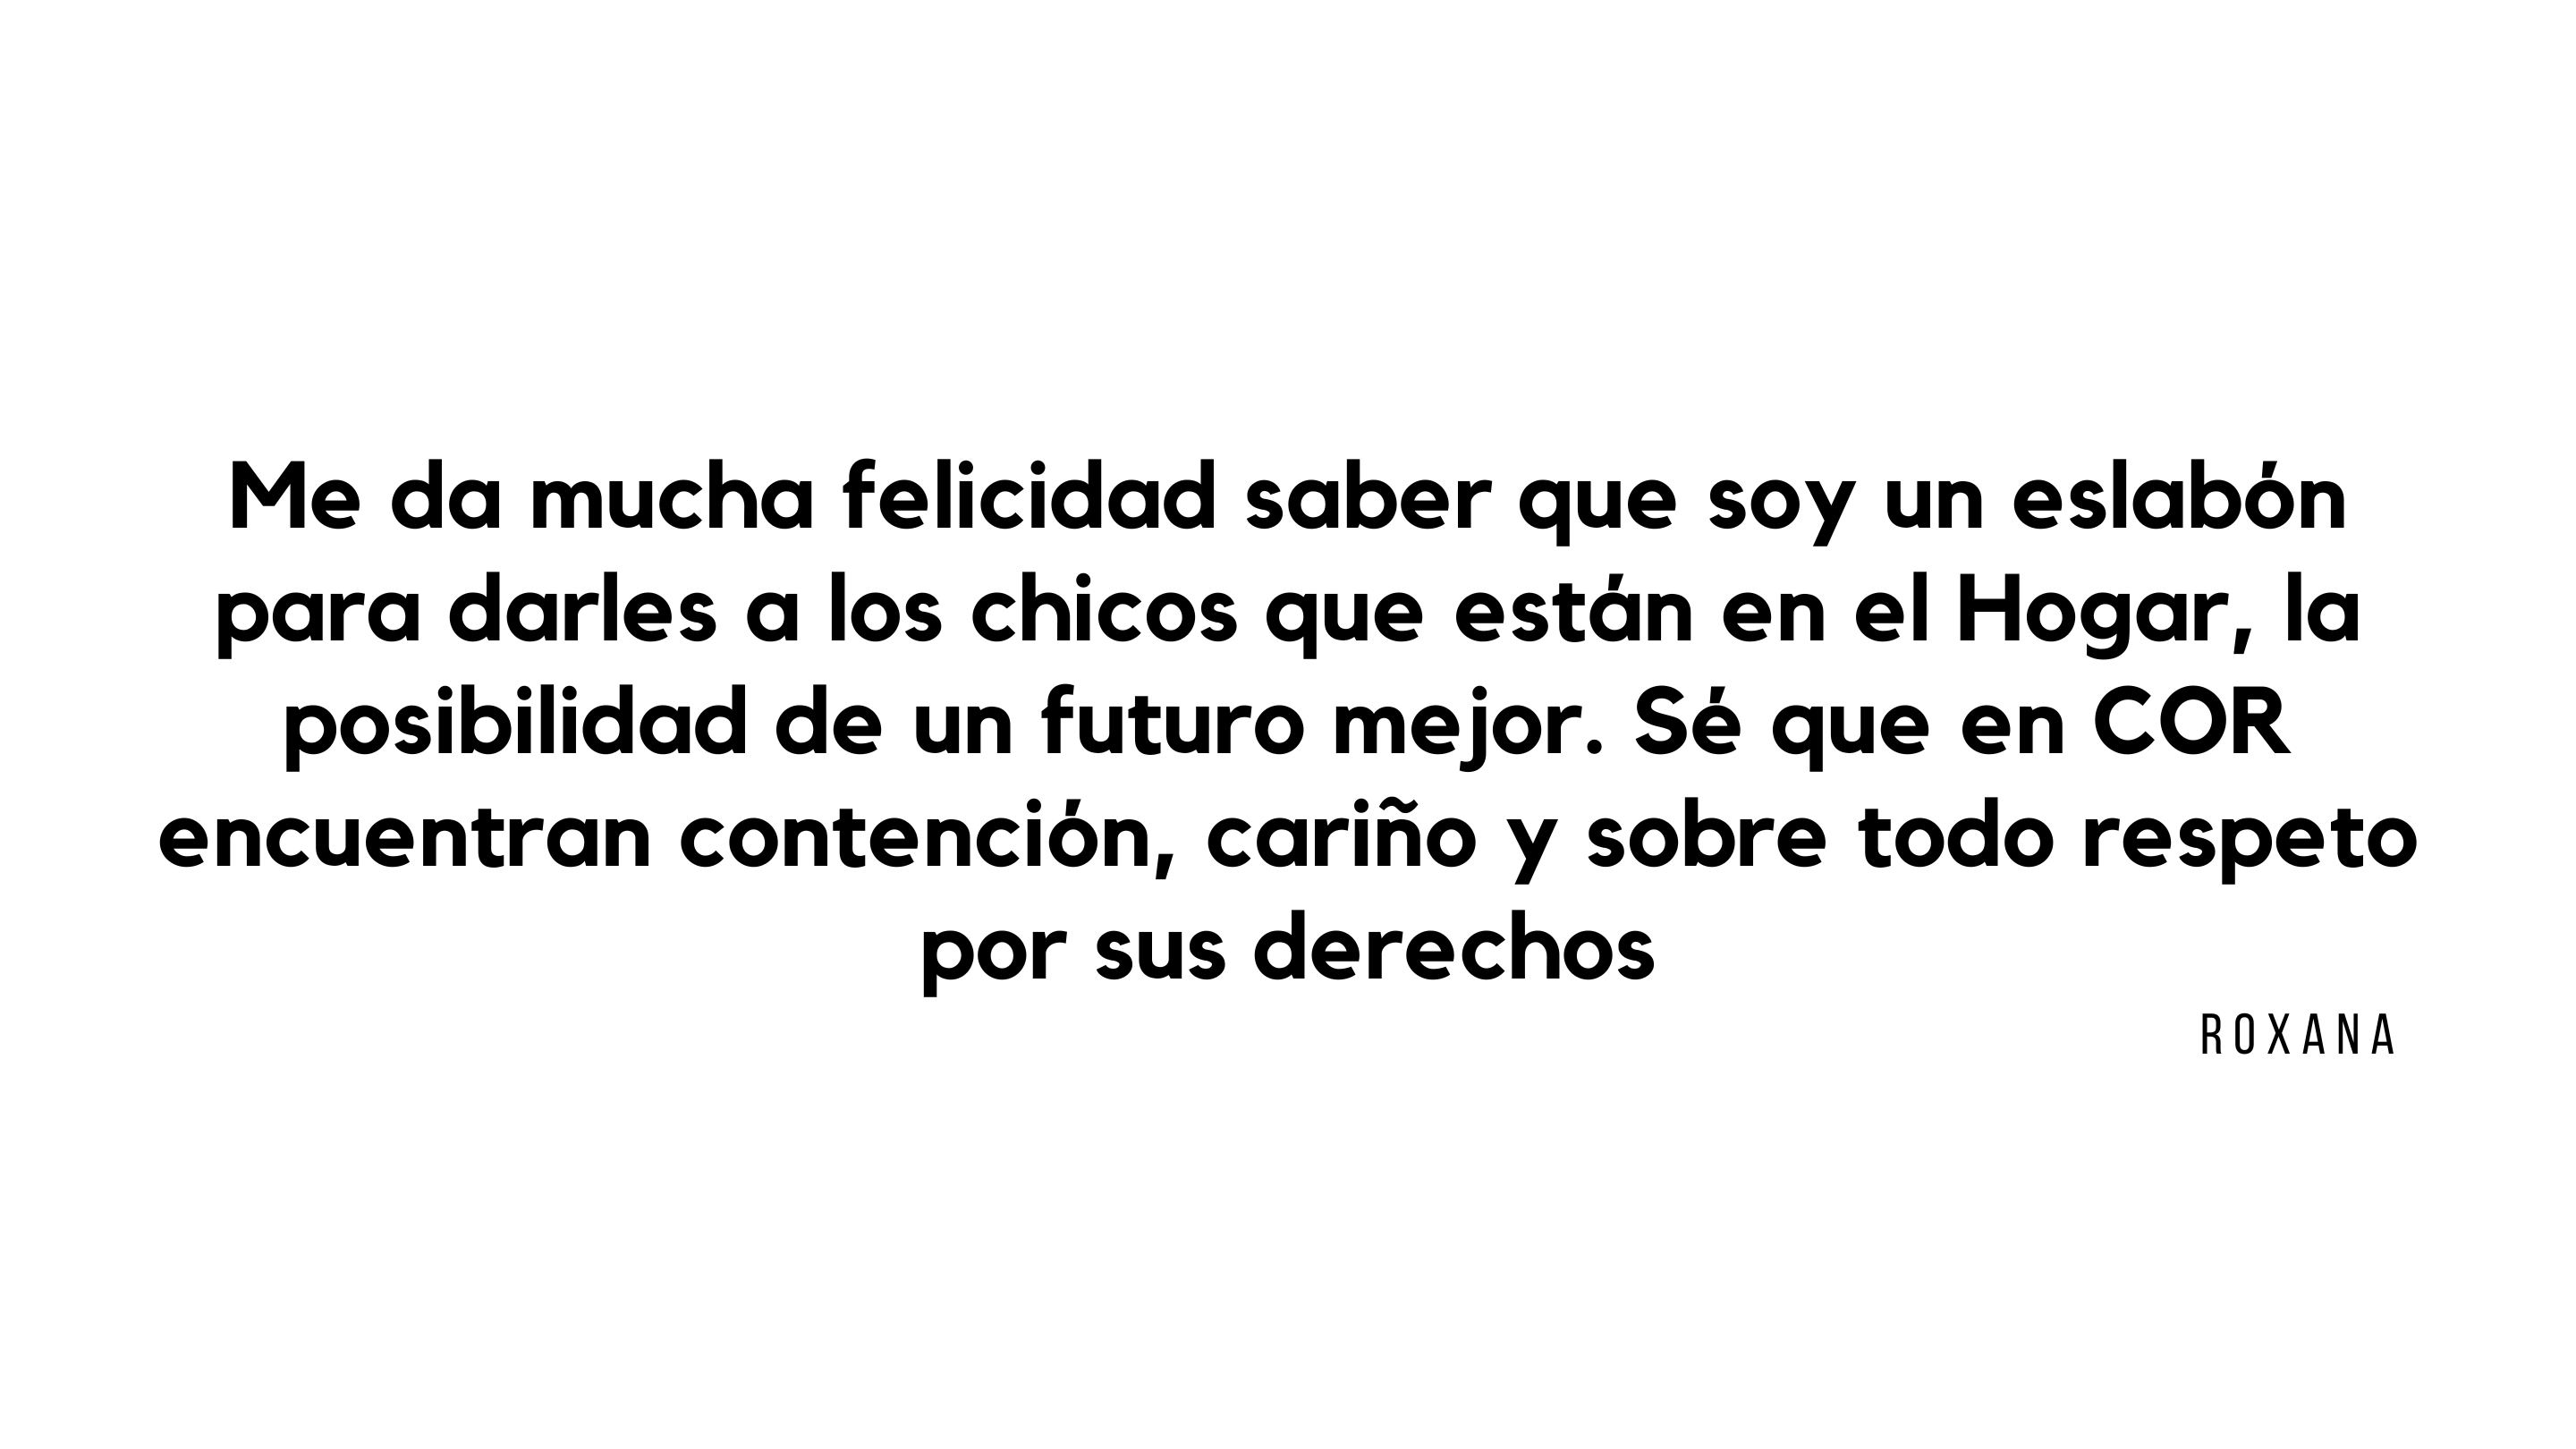 Me da mucha felicidad saber que soy un eslabón
para darles a los chicos que están en el Hogar, la
posibilidad de un futuro mejor. Sé que en COR
encuentran contención, cariño y sobre todo respeto
por sus derechos
ROXANA